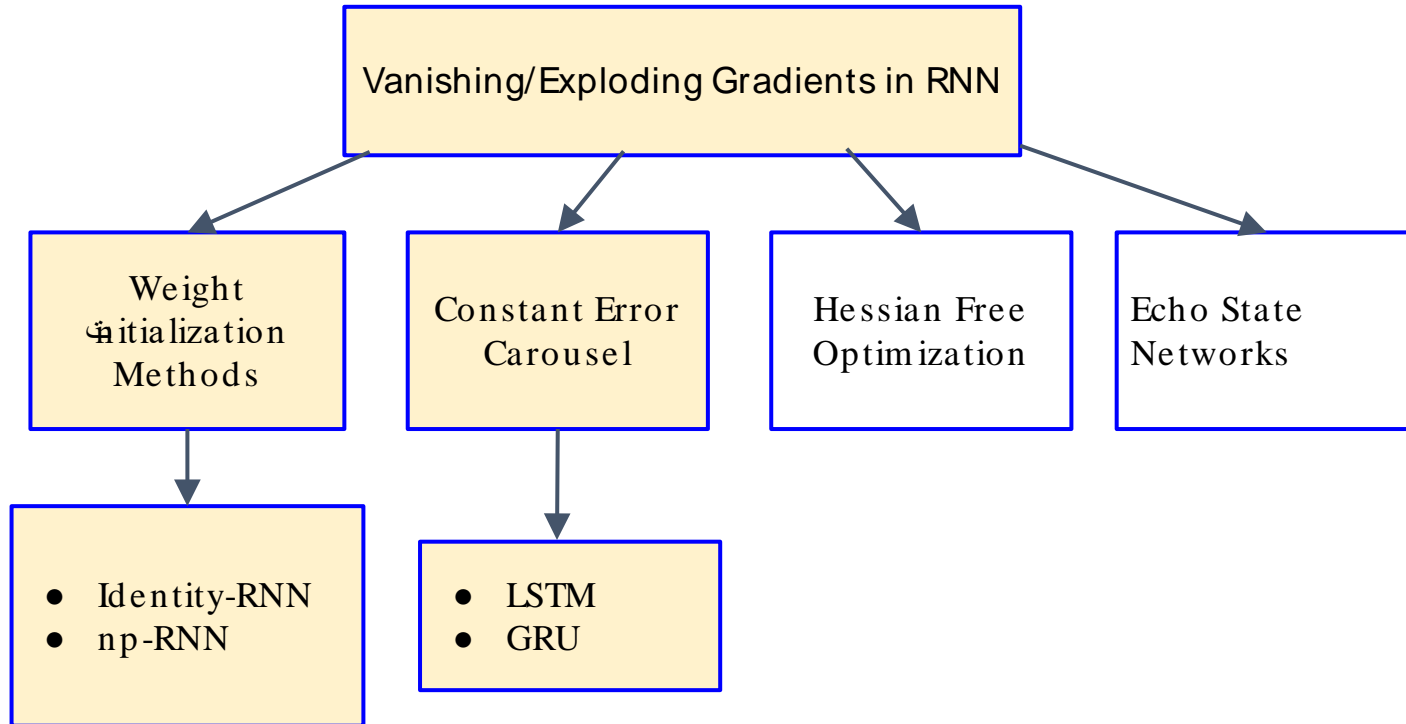 Vanishing/Exploding Gradients in RNN
Weight
initialization
Methods
Constant Error
Carousel
Hessian Free
Optimization
Echo State
Networks
● Identity-RNN
● np-RNN
● LSTM
● GRU